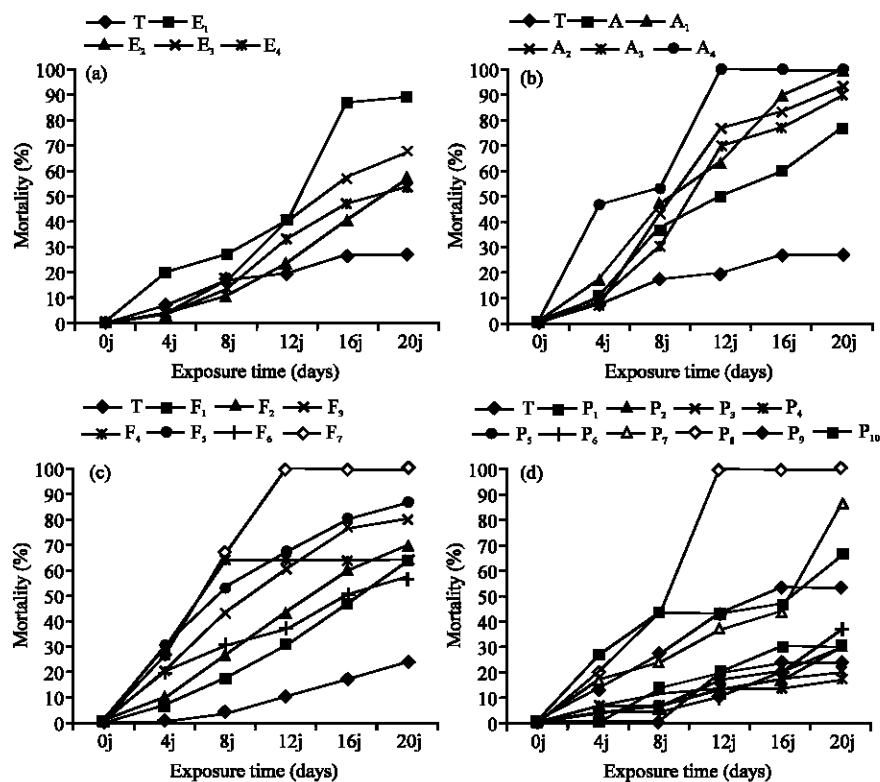 T E₁
E₂ E₃ E₄
(a)
100
90
80
70
60
50
40
30
20
10
0
Mortality (%)
0j 4j 8j 12j 16j 20j
Exposure time (days)
T A A₁
A₂ A₃ A₄
(b)
100
90
80
70
60
50
40
30
20
10
0
Mortality (%)
0j 4j 8j 12j 16j 20j
Exposure time (days)
T F₁ F₂ F₉
F₄ F₅ F₆ F₇
(c)
100
90
80
70
60
50
40
30
20
10
0
Mortality (%)
0j 4j 8j 12j 16j 20j
Exposure time (days)
T P₁ P₂ P₃ P₄
P₅ P₆ P₇ P₈ P₉ P₁₀
(d)
100
90
80
70
60
50
40
30
20
10
0
Mortality (%)
0j 4j 8j 12j 16j 20j
Exposure time (days)